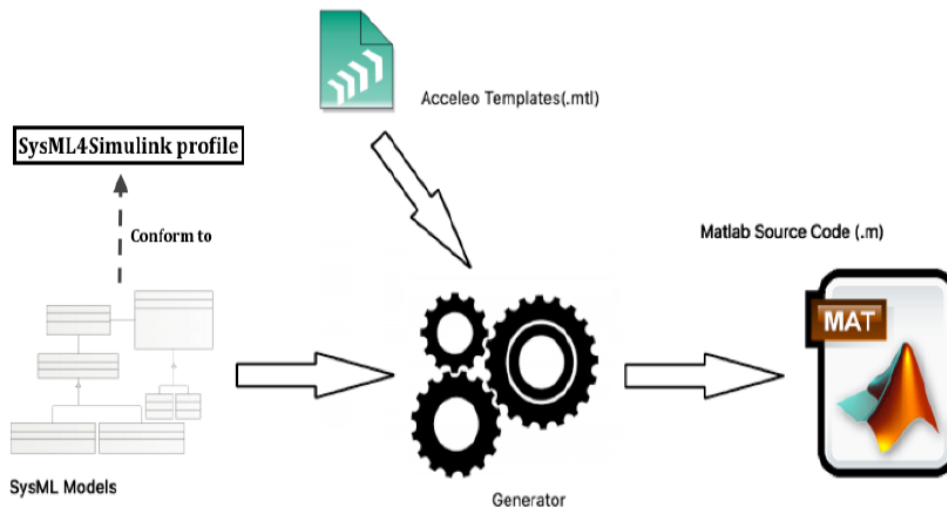 Acceleo Templates(.mtl)
SysML4Simulink profile
Conform to
Matlab Source Code (.m)
MAT
SysML Models
Generator